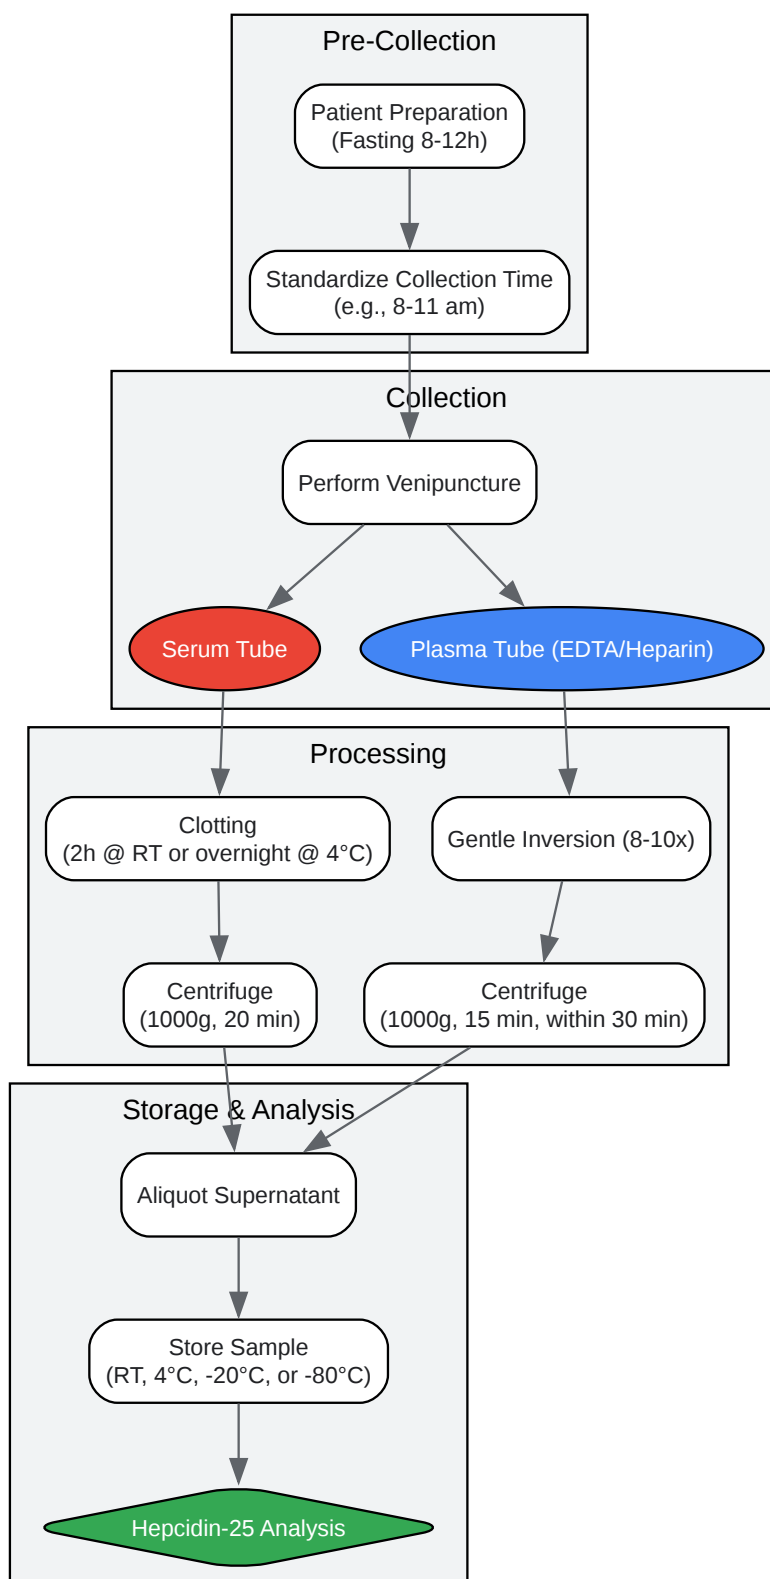 Pre-Collection
Patient Preparation
(Fasting 8-12h)
Standardize Collection Time
(e.g., 8-11 am)
Collection
Perform Venipuncture
Serum Tube
Plasma Tube (EDTA/Heparin)
Processing
Clotting
(2h @ RT or overnight @ 4°C)
Gentle Inversion (8-10x)
Centrifuge
(1000g, 20 min)
Centrifuge
(1000g, 15 min, within 30 min)
Storage & Analysis
Aliquot Supernatant
Store Sample
(RT, 4°C, -20°C, or -80°C)
Hepcidin-25 Analysis